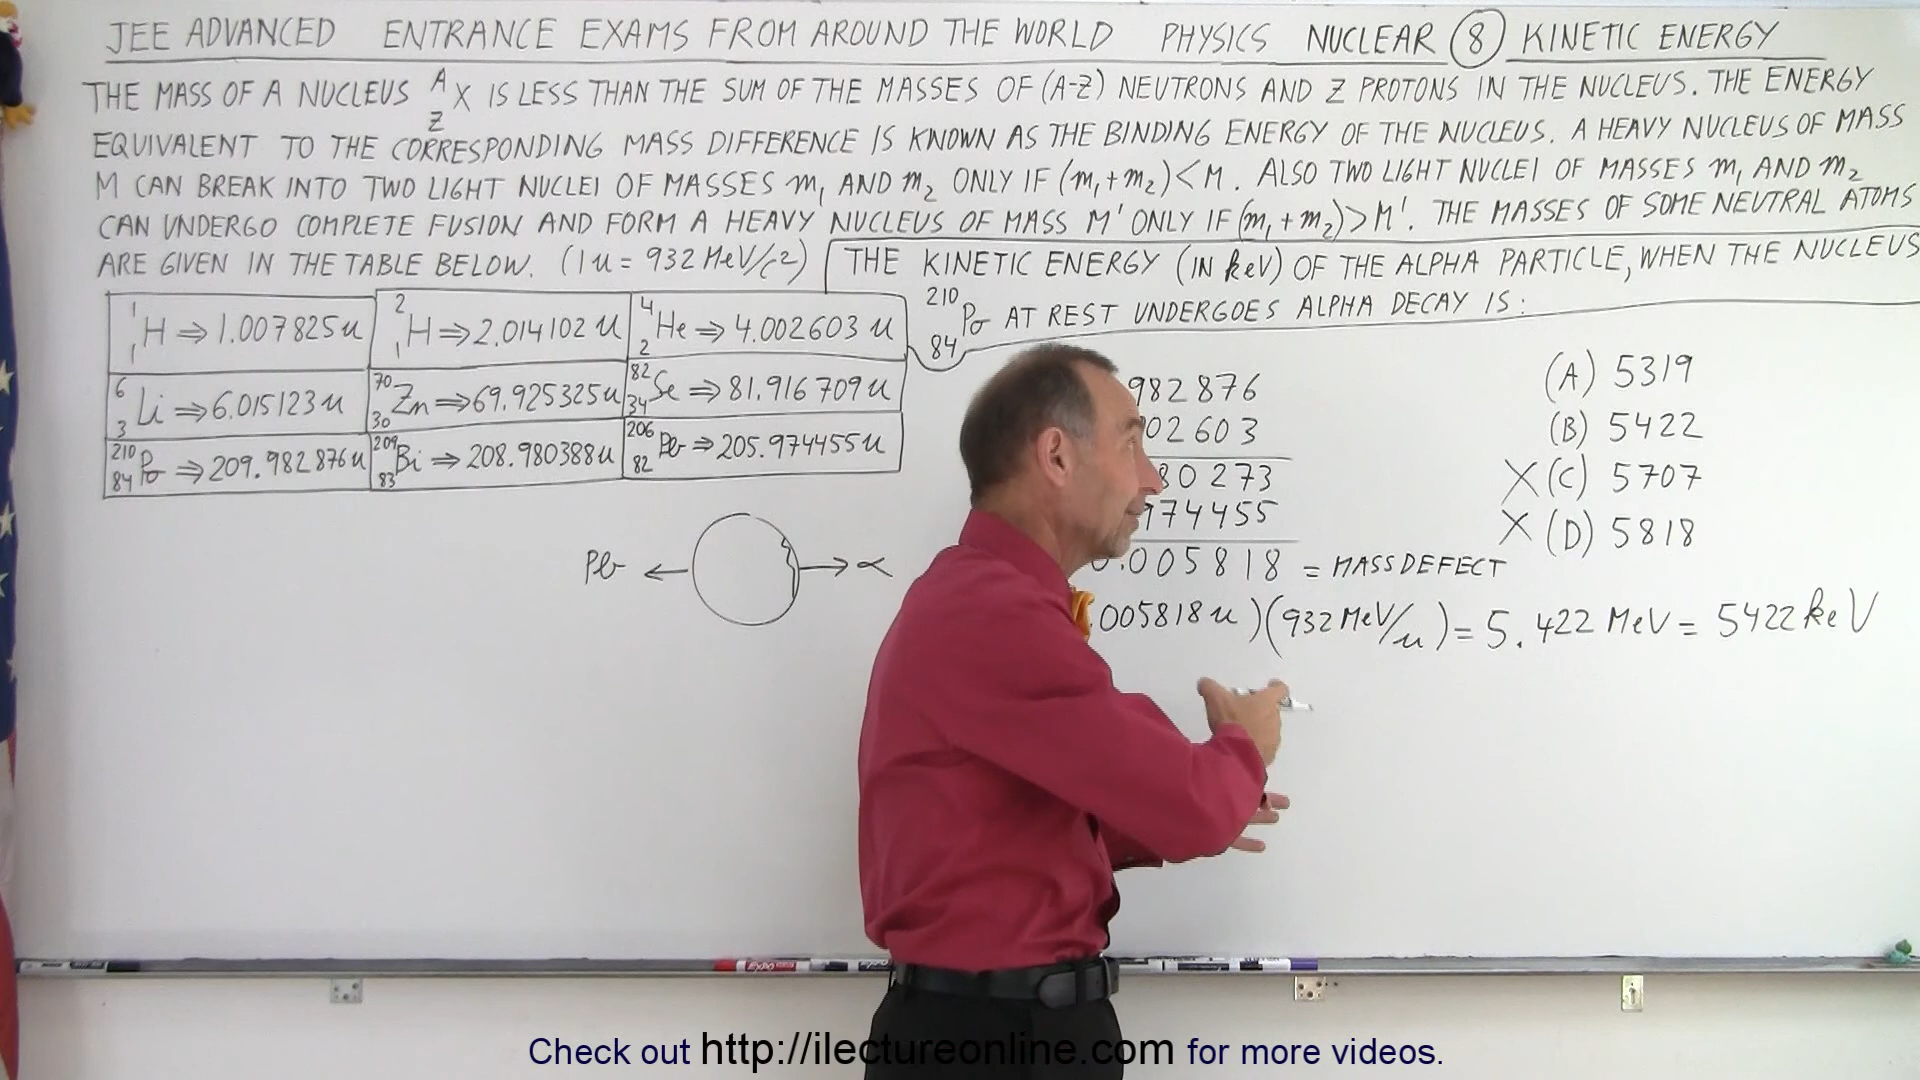 JEE ADVANCED ENTRANCE EXAMS FROM AROUND THE WORLD PHYSICS NUCLEAR (8) KINETIC ENERGY
THE MASS OF A NUCLEUS A Z X IS LESS THAN THE SUM OF THE MASSES OF (A-Z) NEUTRONS AND Z PROTONS IN THE NUCLEUS. THE ENERGY
EQUIVALENT TO THE CORRESPONDING MASS DIFFERENCE IS KNOWN AS THE BINDING ENERGY OF THE NUCLEUS. A HEAVY NUCLEUS OF MASS
M CAN BREAK INTO TWO LIGHT NUCLEI OF MASSES m₁ AND m₂ ONLY IF (m₁+m₂)<M. ALSO TWO LIGHT NUCLEI OF MASSES m₁ AND m₂
CAN UNDERGO COMPLETE FUSION AND FORM A HEAVY NUCLEUS OF MASS M' ONLY IF (m₁+m₂)>M'. THE MASSES OF SOME NEUTRAL ATOMS
ARE GIVEN IN THE TABLE BELOW. (1u = 932 MeV/c2) THE KINETIC ENERGY (IN keV) OF THE ALPHA PARTICLE, WHEN THE NUCLEUS
210 84 Po AT REST UNDERGOES ALPHA DECAY IS:
1 1 H ⇒ 1.007825u 2 1 H ⇒ 2.014102 u 4 2 He ⇒ 4.002603 u
6 3 Li ⇒ 6.015123u 70 30 Zn ⇒ 69.925325u 82 34 Se ⇒ 81.916709u
210 84 Po ⇒ 209.982876u 209 83 Bi ⇒ 208.980388u 206 82 Pb ⇒ 205.974455u
982876
02603
80273
974455
0.005818 = MASS DEFECT
.005818u)(932 MeV/u) = 5.422 MeV = 5422 keV
(A) 5319
(B) 5422
X (C) 5707
X (D) 5818
Pb ← → α
Check out http://ilectureonline.com for more videos.